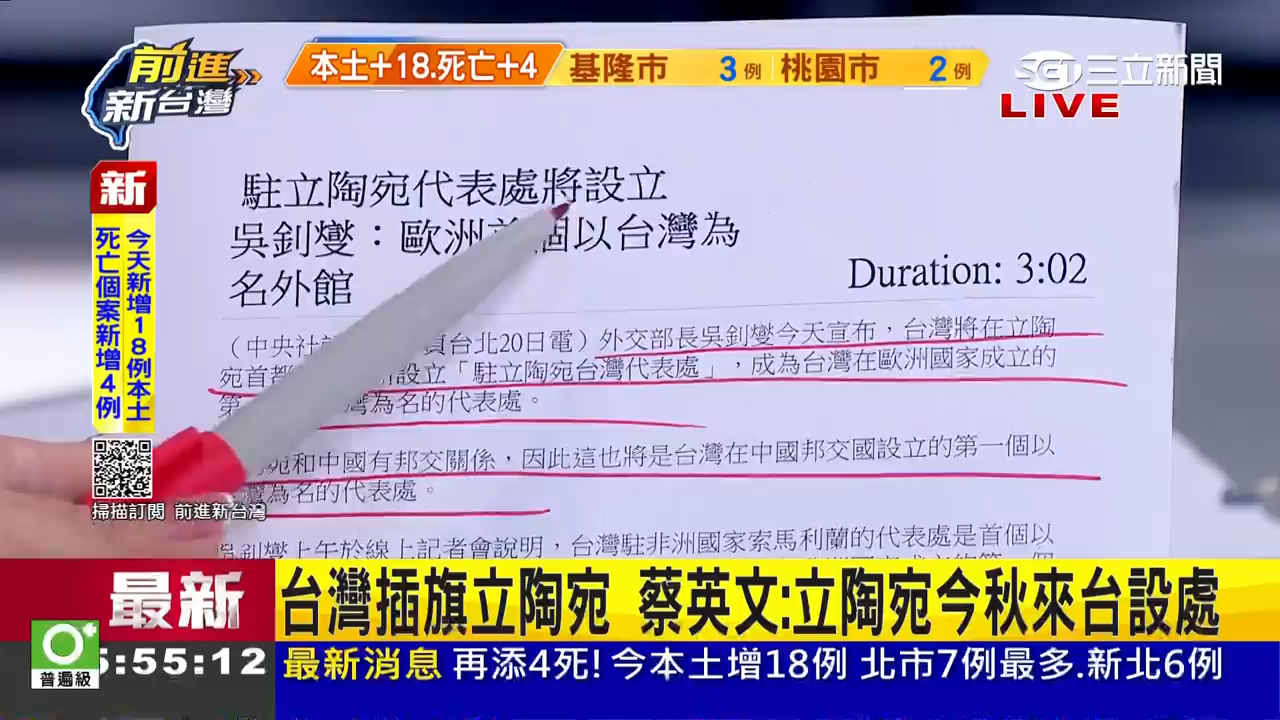 前進
新台灣
本土+18.死亡+4 基隆市 3例 桃園市 2例
SET三立新聞
LIVE
新
今天新增18例本土
死亡個案新增4例
掃描訂閱 前進新台灣
駐立陶宛代表處將設立
吳釗燮：歐洲 個以台灣為
名外館
Duration: 3:02
（中央社 台北20日電）外交部長吳釗燮今天宣布，台灣將在立陶
宛首都 設立「駐立陶宛台灣代表處」，成為台灣在歐洲國家成立的
第 灣為名的代表處。
宛和中國有邦交關係，因此這也將是台灣在中國邦交國設立的第一個以
灣為名的代表處。
吳釗燮上午於線上記者會說明，台灣駐非洲國家索馬利蘭的代表處是首個以
最新
台灣插旗立陶宛 蔡英文:立陶宛今秋來台設處
普遍級
5:55:12
最新消息 再添4死! 今本土增18例 北市7例最多.新北6例